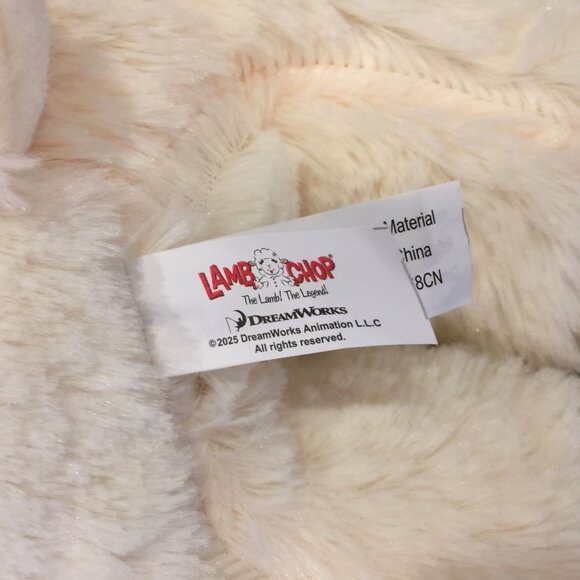 LAMB CHOP®
The Lamb! The Legend!
DREAMWORKS
©2025 DreamWorks Animation L.L.C
All rights reserved.
Material
China
8CN